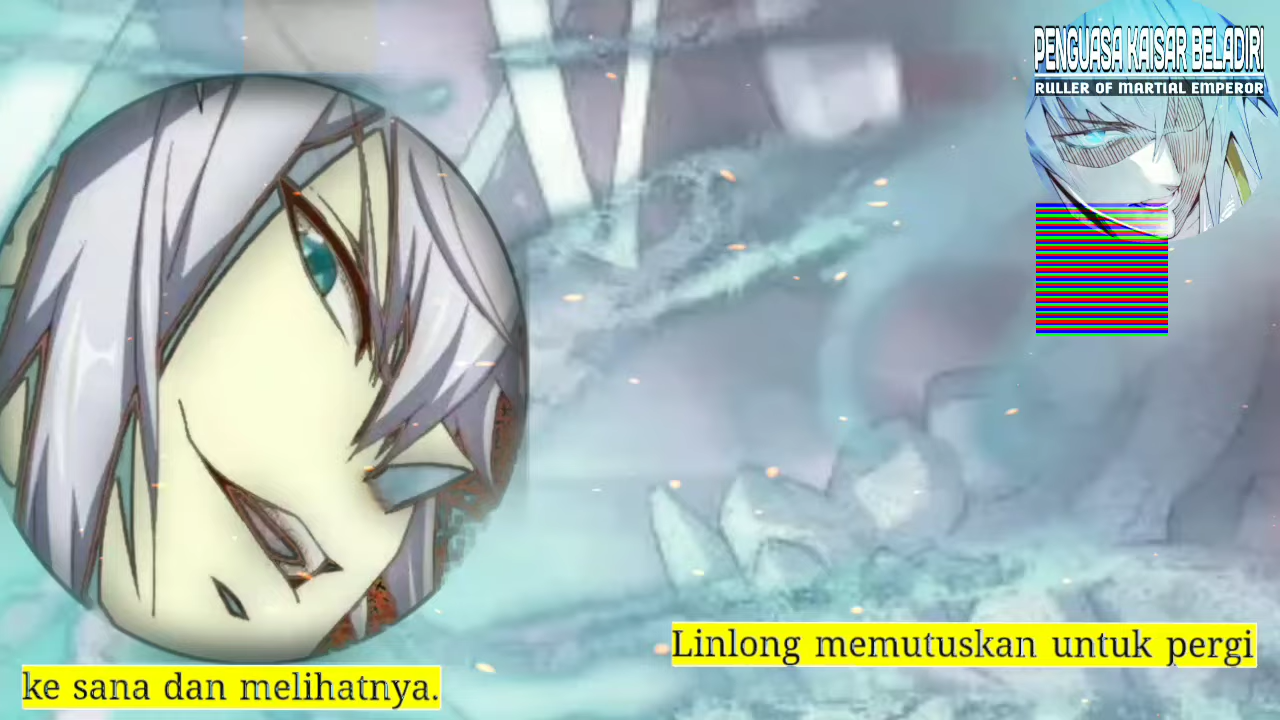 PENGUASA KAISAR BELADIRI
RULLER OF MARTIAL EMPEROR
Linlong memutuskan untuk pergi
ke sana dan melihatnya.